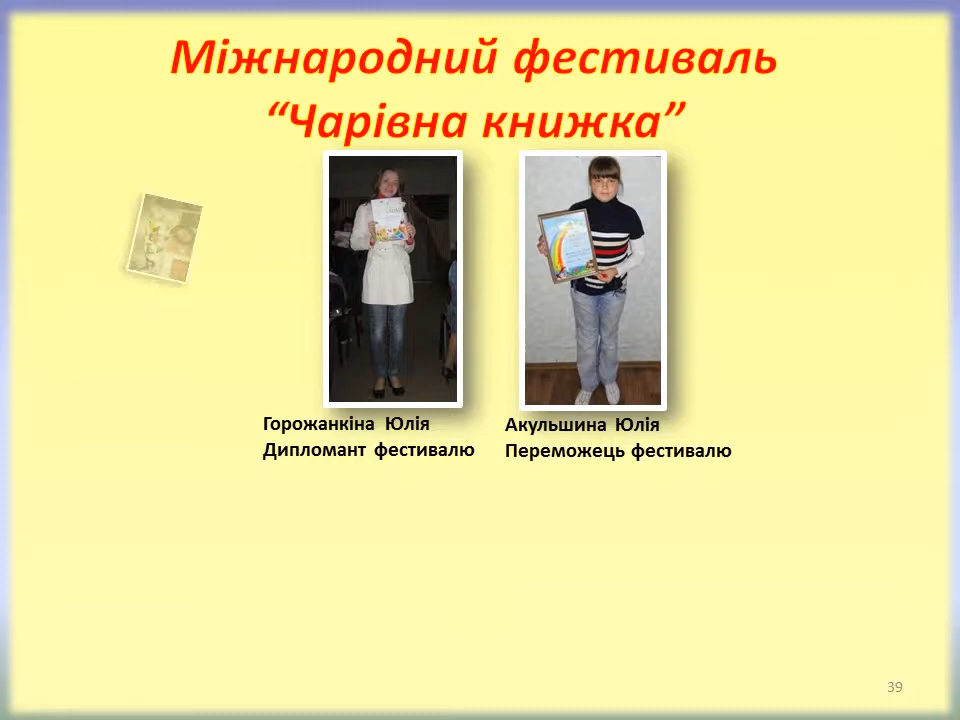 Міжнародний фестиваль
“Чарівна книжка”
Горожанкіна Юлія
Дипломант фестивалю
Акульшина Юлія
Переможець фестивалю
39